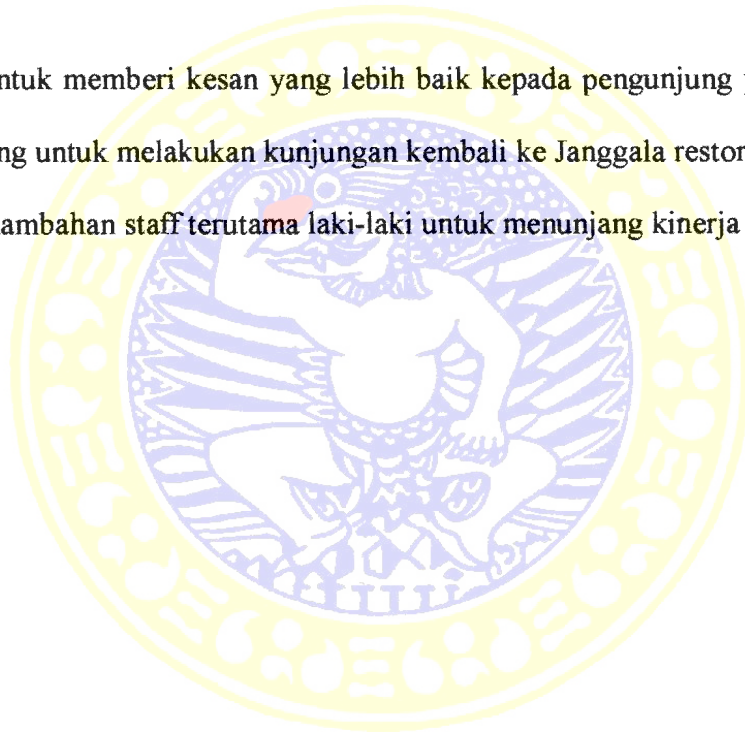 ntuk memberi kesan yang lebih baik kepada pengunjung
ng untuk melakukan kunjungan kembali ke Janggala restor
ambahan staff terutama laki-laki untuk menunjang kinerja